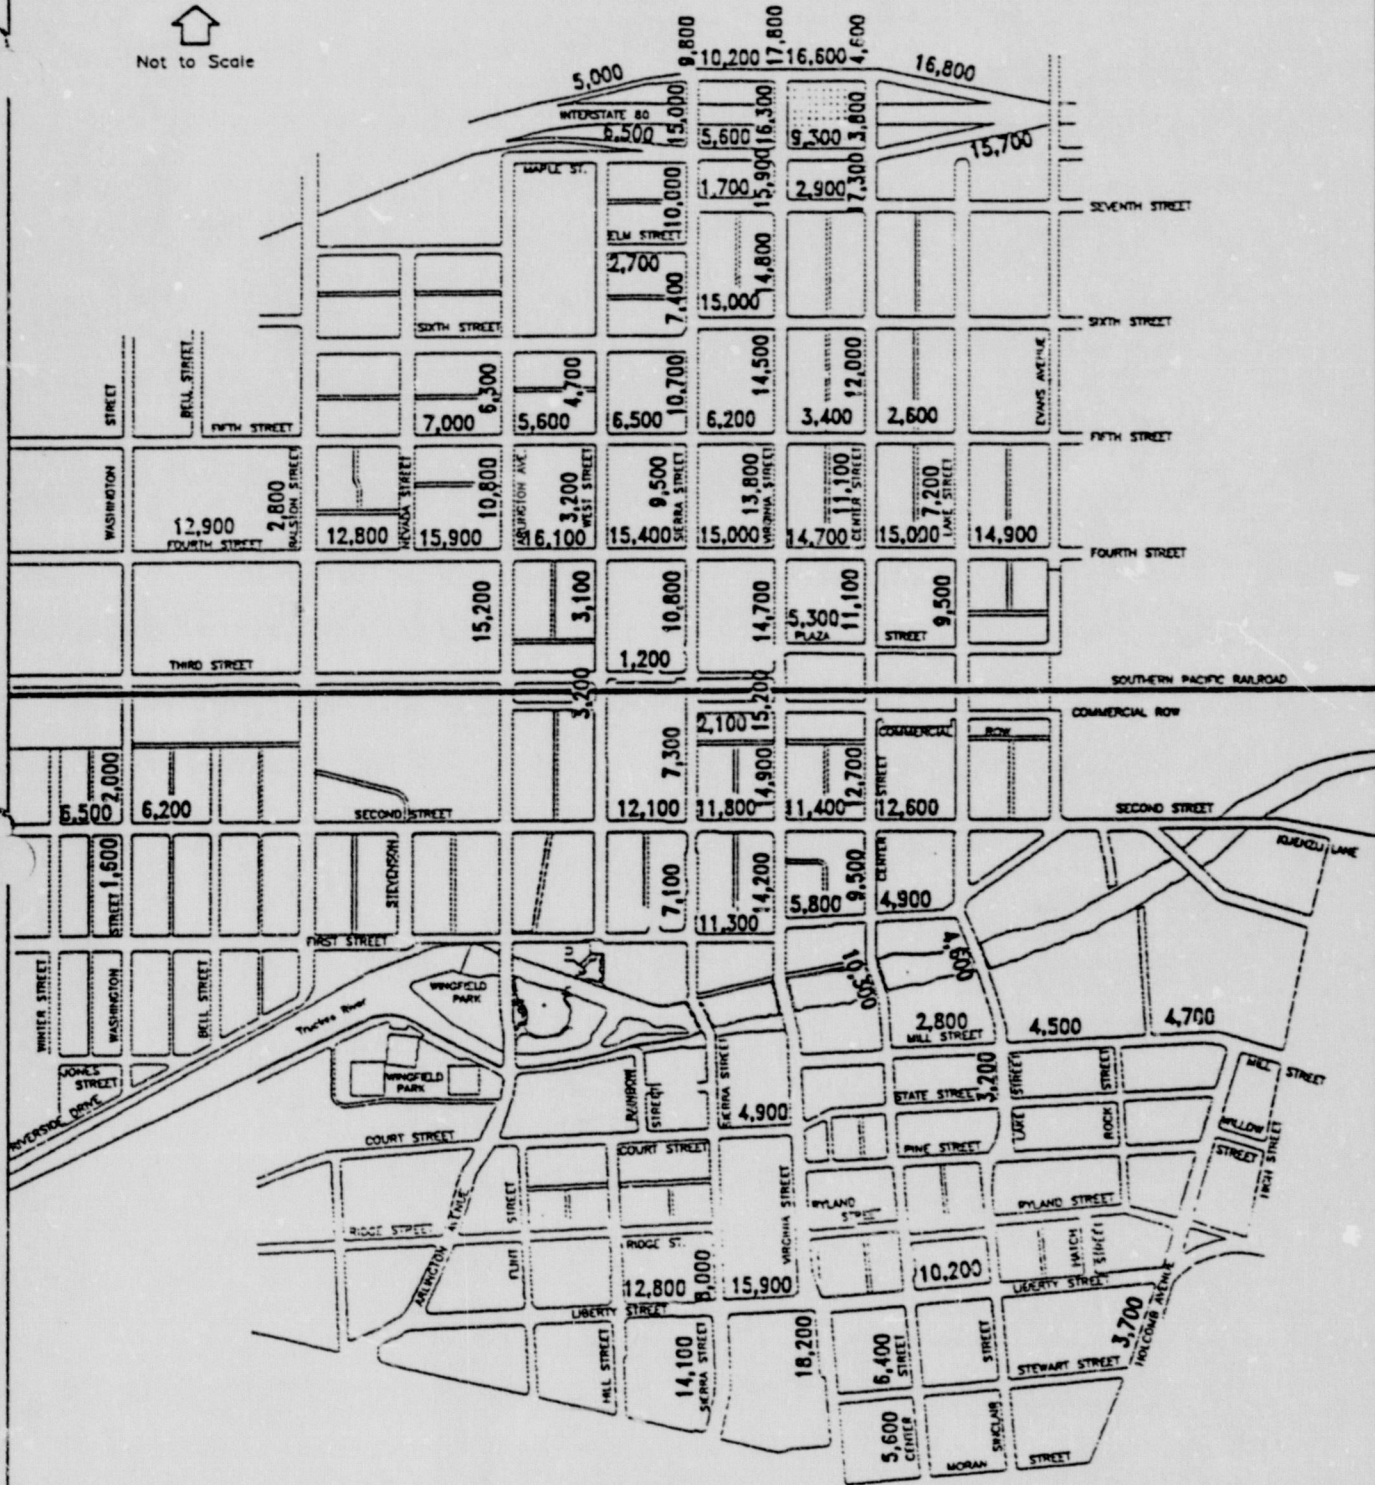 Not to Scale
9,800
10,200
17,800
16,600
4,600
16,800
5,000
INTERSTATE 80
6,500
15,000
5,600
16,300
9,300
3,800
15,700
MAPLE ST.
10,000
1,700
15,900
2,900
17,300
SEVENTH STREET
ELM STREET
2,700
7,400
14,800
15,000
SIXTH STREET
SIXTH STREET
STREET
BELL STREET
6,300
4,700
10,700
14,500
12,000
EVANS AVENUE
FIFTH STREET
7,000
5,600
6,500
6,200
3,400
2,600
FIFTH STREET
WASHINGTON
12,900
FOURTH STREET
2,800
RALSTON STREET
12,800
NEVADA STREET
15,900
10,800
ARLINGTON AVE.
16,100
3,200
WEST STREET
15,400
9,500
SIERRA STREET
15,000
13,800
VIRGINIA STREET
14,700
11,100
CENTER STREET
15,000
7,200
LAKE STREET
14,900
FOURTH STREET
15,200
3,100
10,800
14,700
5,300
11,100
PLAZA
STREET
9,500
THIRD STREET
1,200
SOUTHERN PACIFIC RAILROAD
3,200
15,200
COMMERCIAL ROW
2,100
COMMERCIAL
ROW
2,000
7,300
14,900
12,700
STREET
6,500
6,200
SECOND STREET
12,100
11,800
11,400
12,600
SECOND STREET
KUENZLI LANE
STREET
1,600
STEVENSON
7,100
14,200
9,500
CENTER
5,800
4,900
11,300
FIRST STREET
WINTER STREET
WASHINGTON
BELL STREET
Truckee River
WINGFIELD
PARK
10,300
2,800
MILL STREET
4,500
4,700
JONES
STREET
RIVERSIDE DRIVE
WINGFIELD
PARK
RAINBOW
STREET
SIERRA STREET
4,900
STATE STREET
LAKE
STREET
ROCK
STREET
MILL STREET
WILLOW
STREET
HIGH STREET
COURT STREET
COURT STREET
PINE STREET
STREET
VIRGINIA STREET
RYLAND
RYLAND STREET
RIDGE STREET
ARLINGTON
AVENUE
FLINT
RIDGE ST.
12,800
15,900
10,200
HATCH
STREET
LIBERTY STREET
LIBERTY STREET
3,700
HOLCOMB AVENUE
HILL STREET
14,100
SIERRA STREET
18,200
6,400
STREET
STREET
STEWART STREET
5,600
CENTER
SINCLAIR
MORAN
STREET